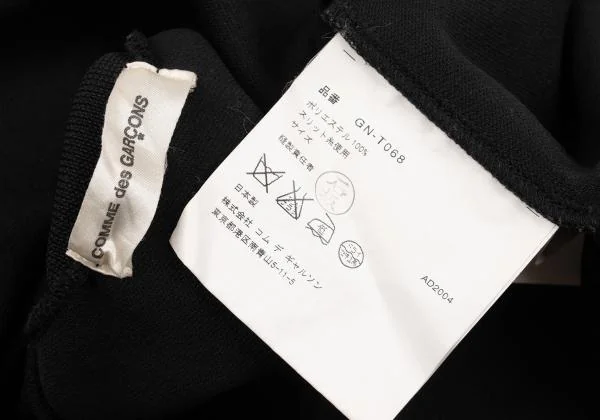 COMME des GARÇONS
品番 GN-T068
ポリエステル100%
スリット糸使用
サイズ
縫製責任者
日本製
株式会社 コム デ ギャルソン
東京都港区南青山5-11-5
AD2004